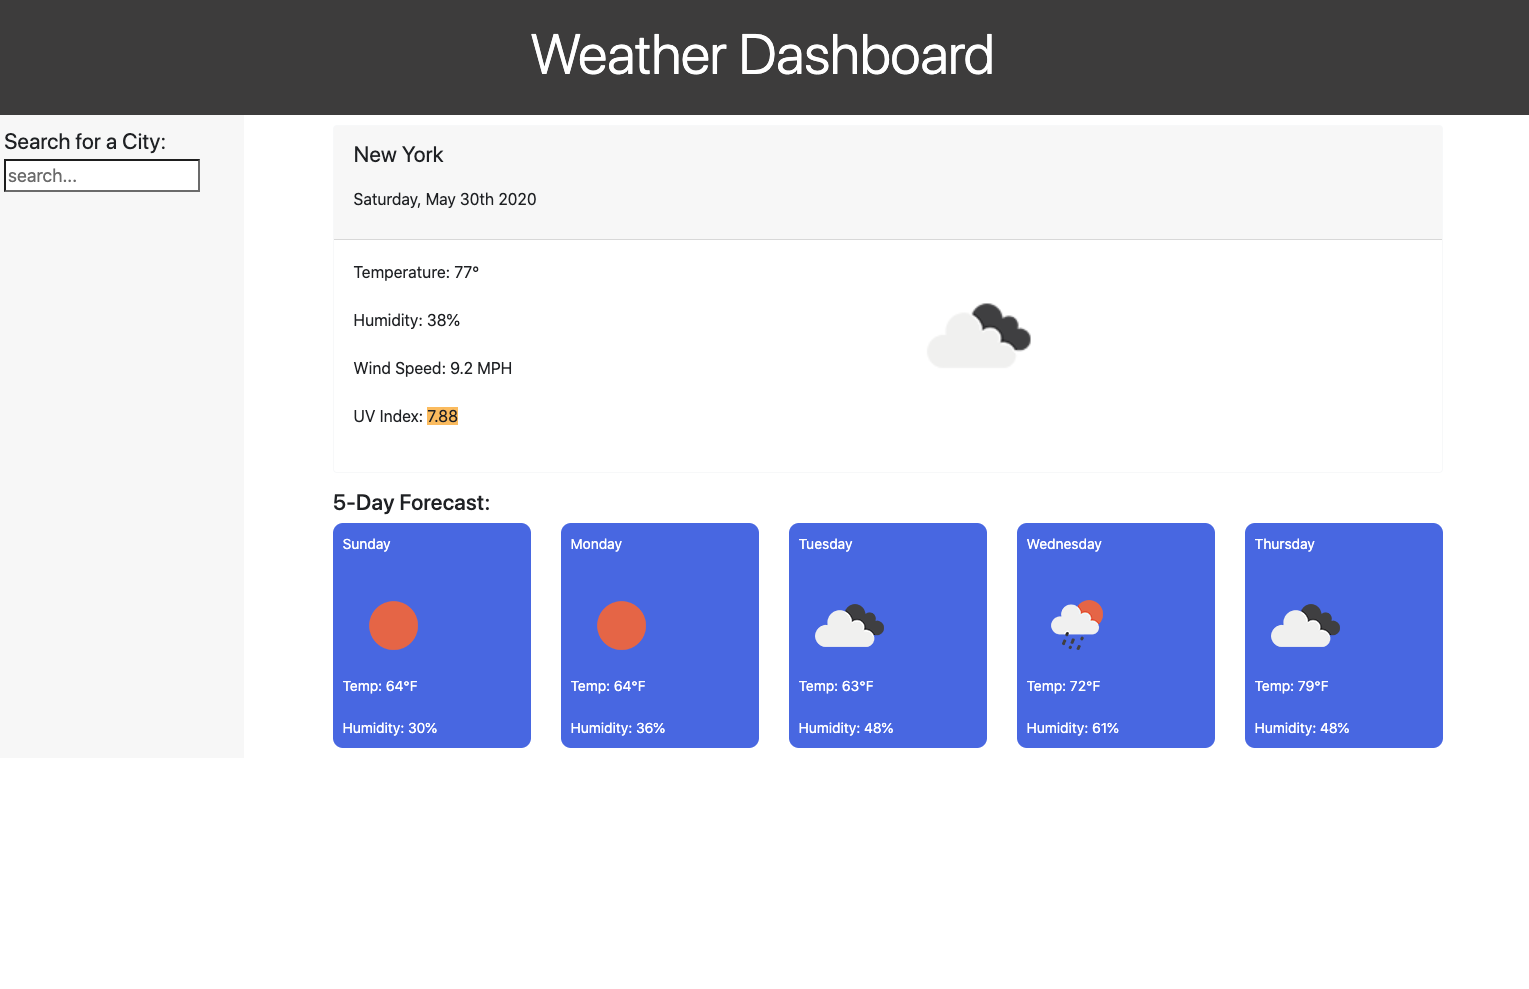 Weather Dashboard
Search for a City:
search...
New York
Saturday, May 30th 2020
Temperature: 77°
Humidity: 38%
Wind Speed: 9.2 MPH
UV Index: 7.88
5-Day Forecast:
Sunday
Temp: 64°F
Humidity: 30%
Monday
Temp: 64°F
Humidity: 36%
Tuesday
Temp: 63°F
Humidity: 48%
Wednesday
Temp: 72°F
Humidity: 61%
Thursday
Temp: 79°F
Humidity: 48%